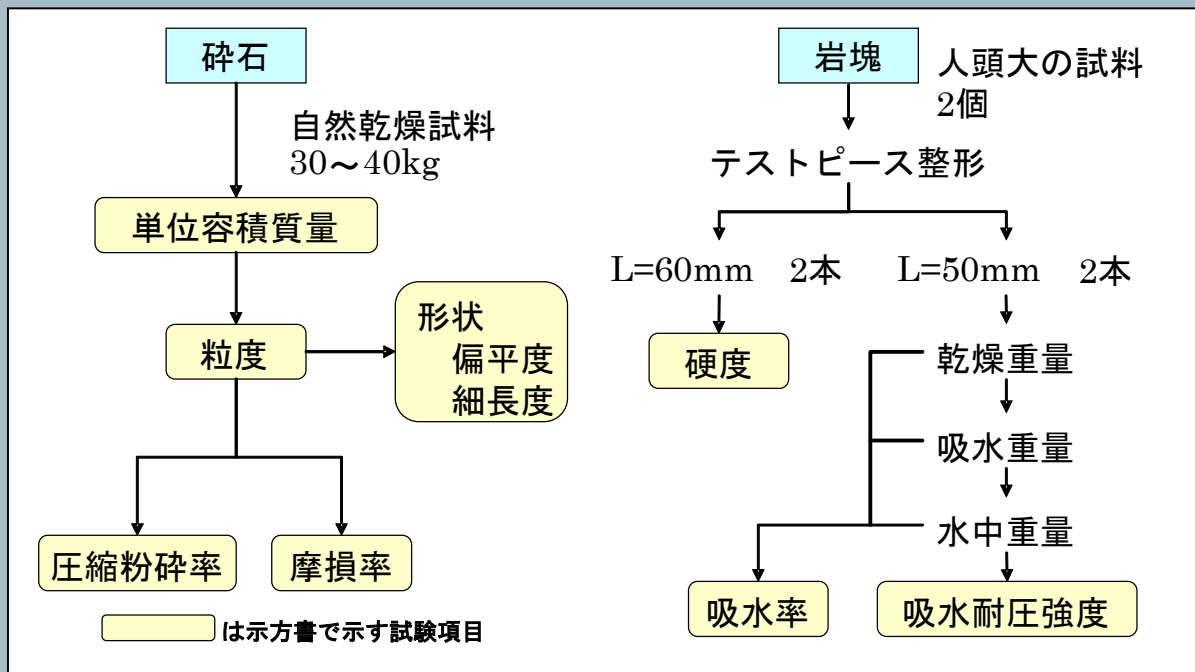 砕石
自然乾燥試料
30～40kg
単位容積質量
粒度
形状
偏平度
細長度
圧縮粉砕率
摩損率
は示方書で示す試験項目
岩塊
人頭大の試料
2個
テストピース整形
L=60mm 2本
L=50mm 2本
硬度
乾燥重量
吸水重量
水中重量
吸水率
吸水耐圧強度